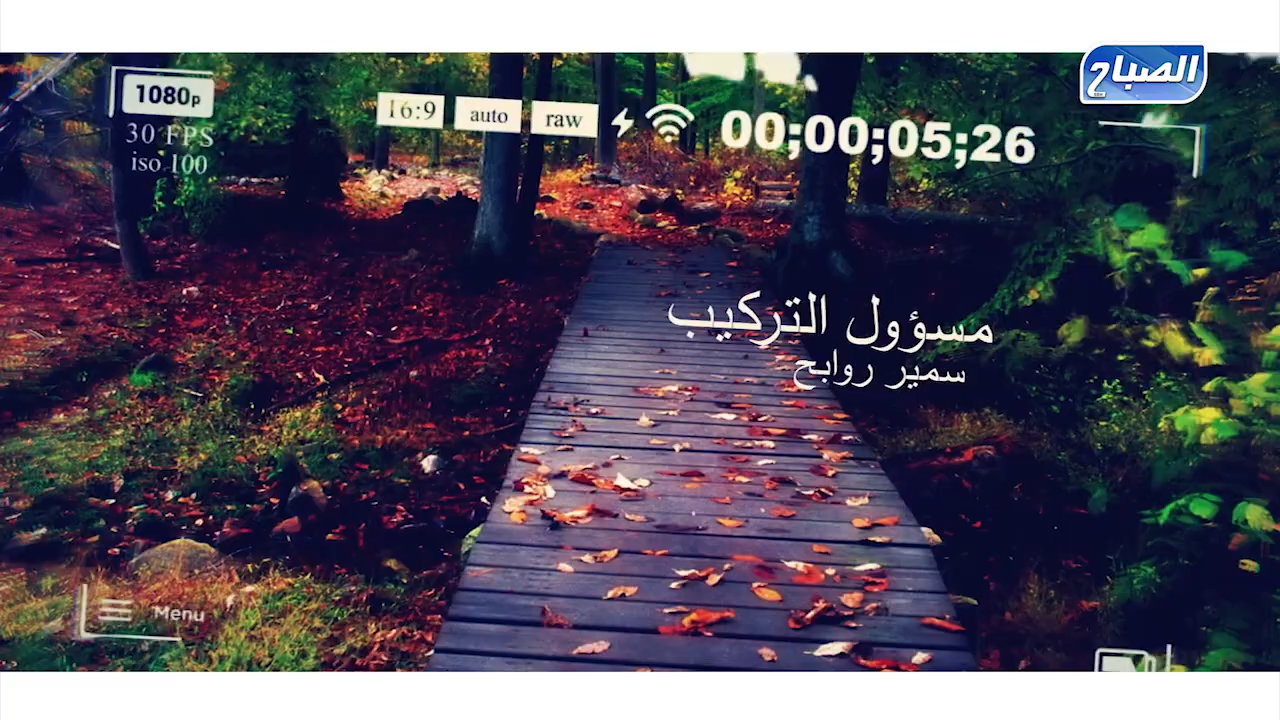 الصباح
1080p
30 FPS
iso 100
16:9
auto
raw
00;00;05;26
مسؤول التركيب
سمير روابح
Menu